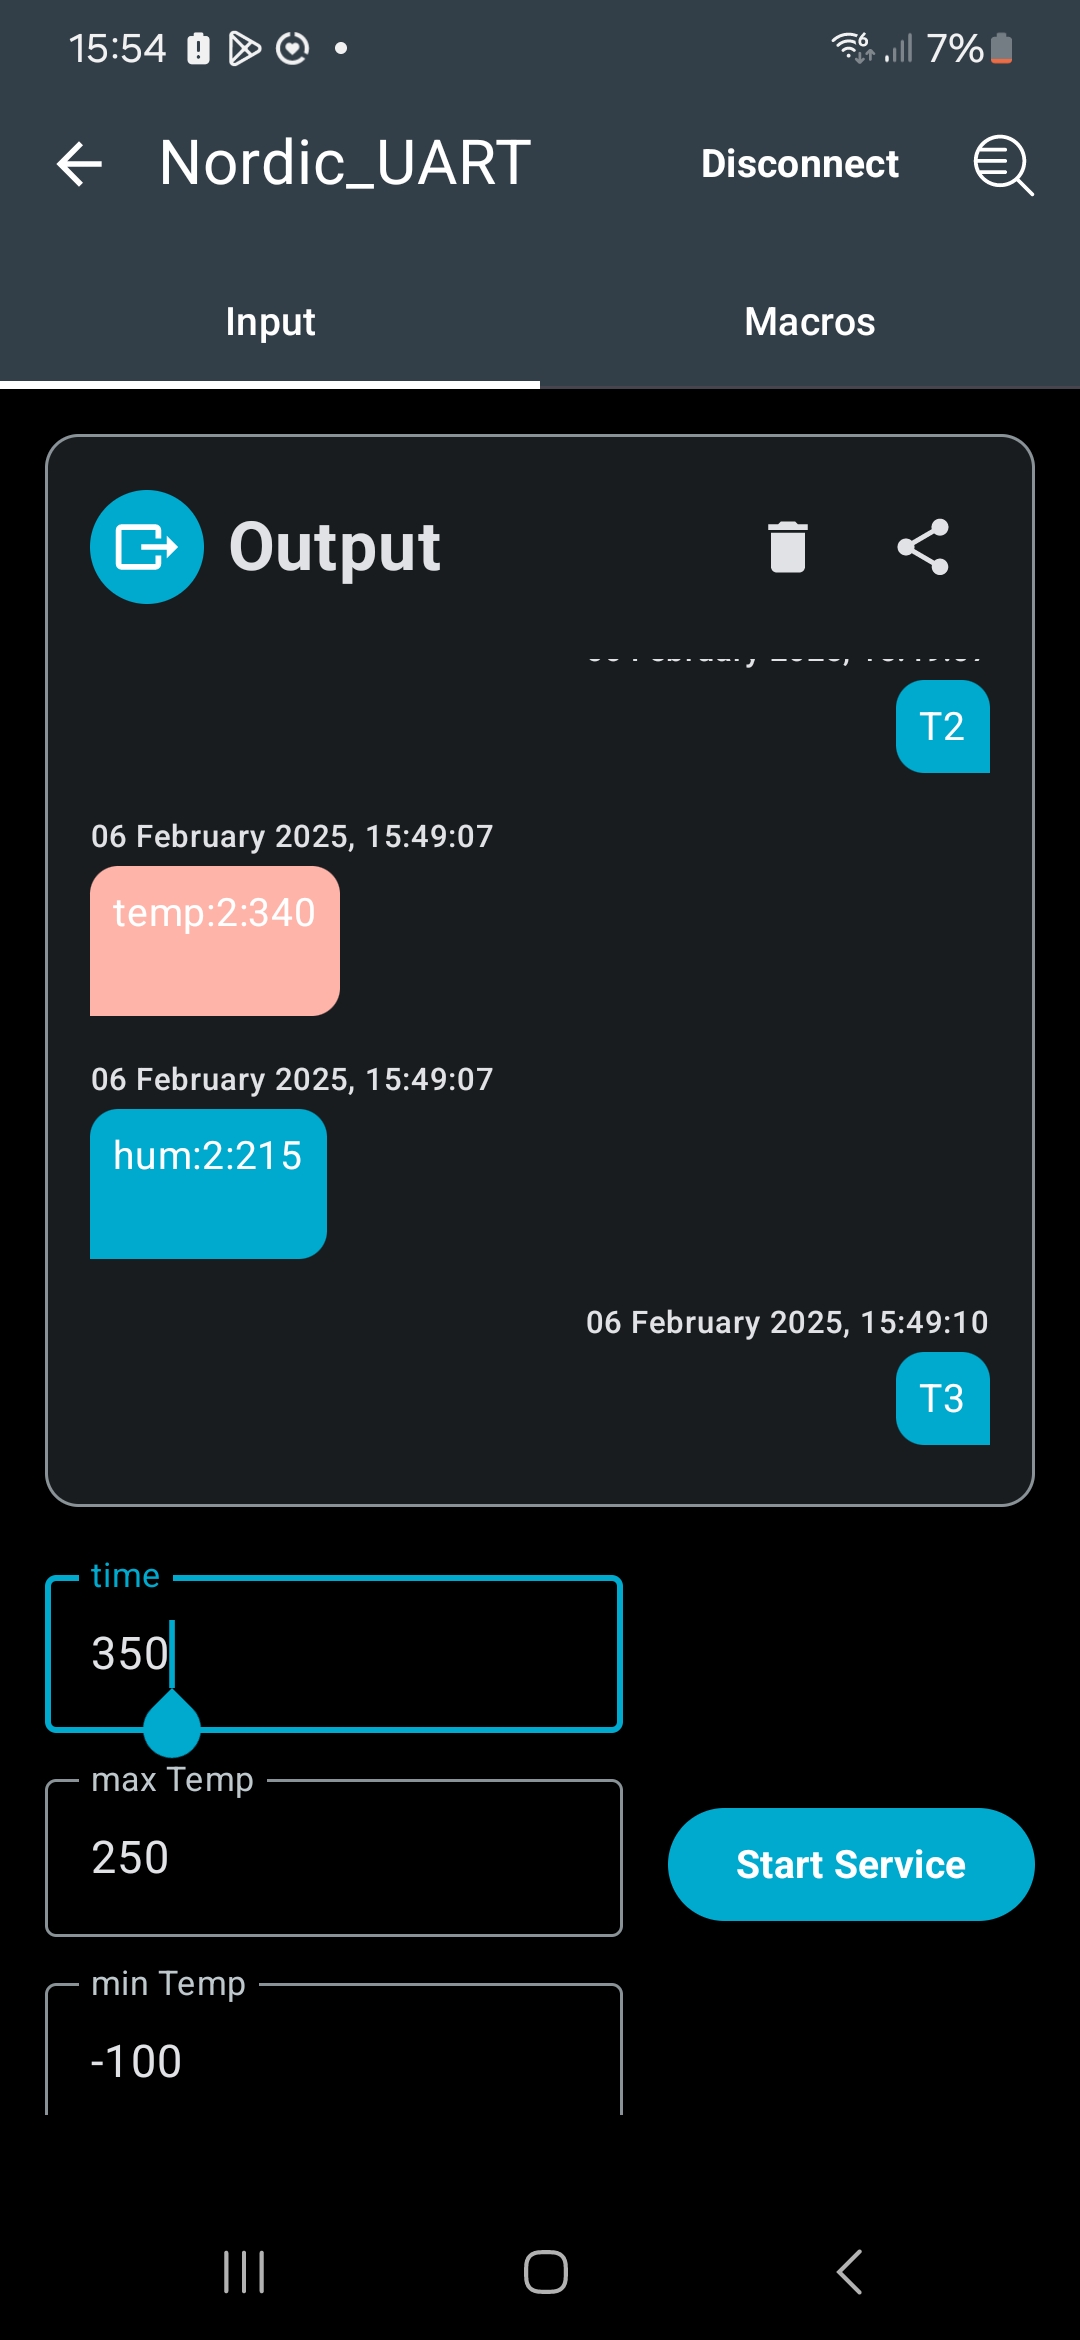 15:54 7%
Nordic_UART Disconnect
Input Macros
Output
T2
06 February 2025, 15:49:07
temp:2:340
06 February 2025, 15:49:07
hum:2:215
06 February 2025, 15:49:10
T3
time
350
max Temp
250
Start Service
min Temp
-100